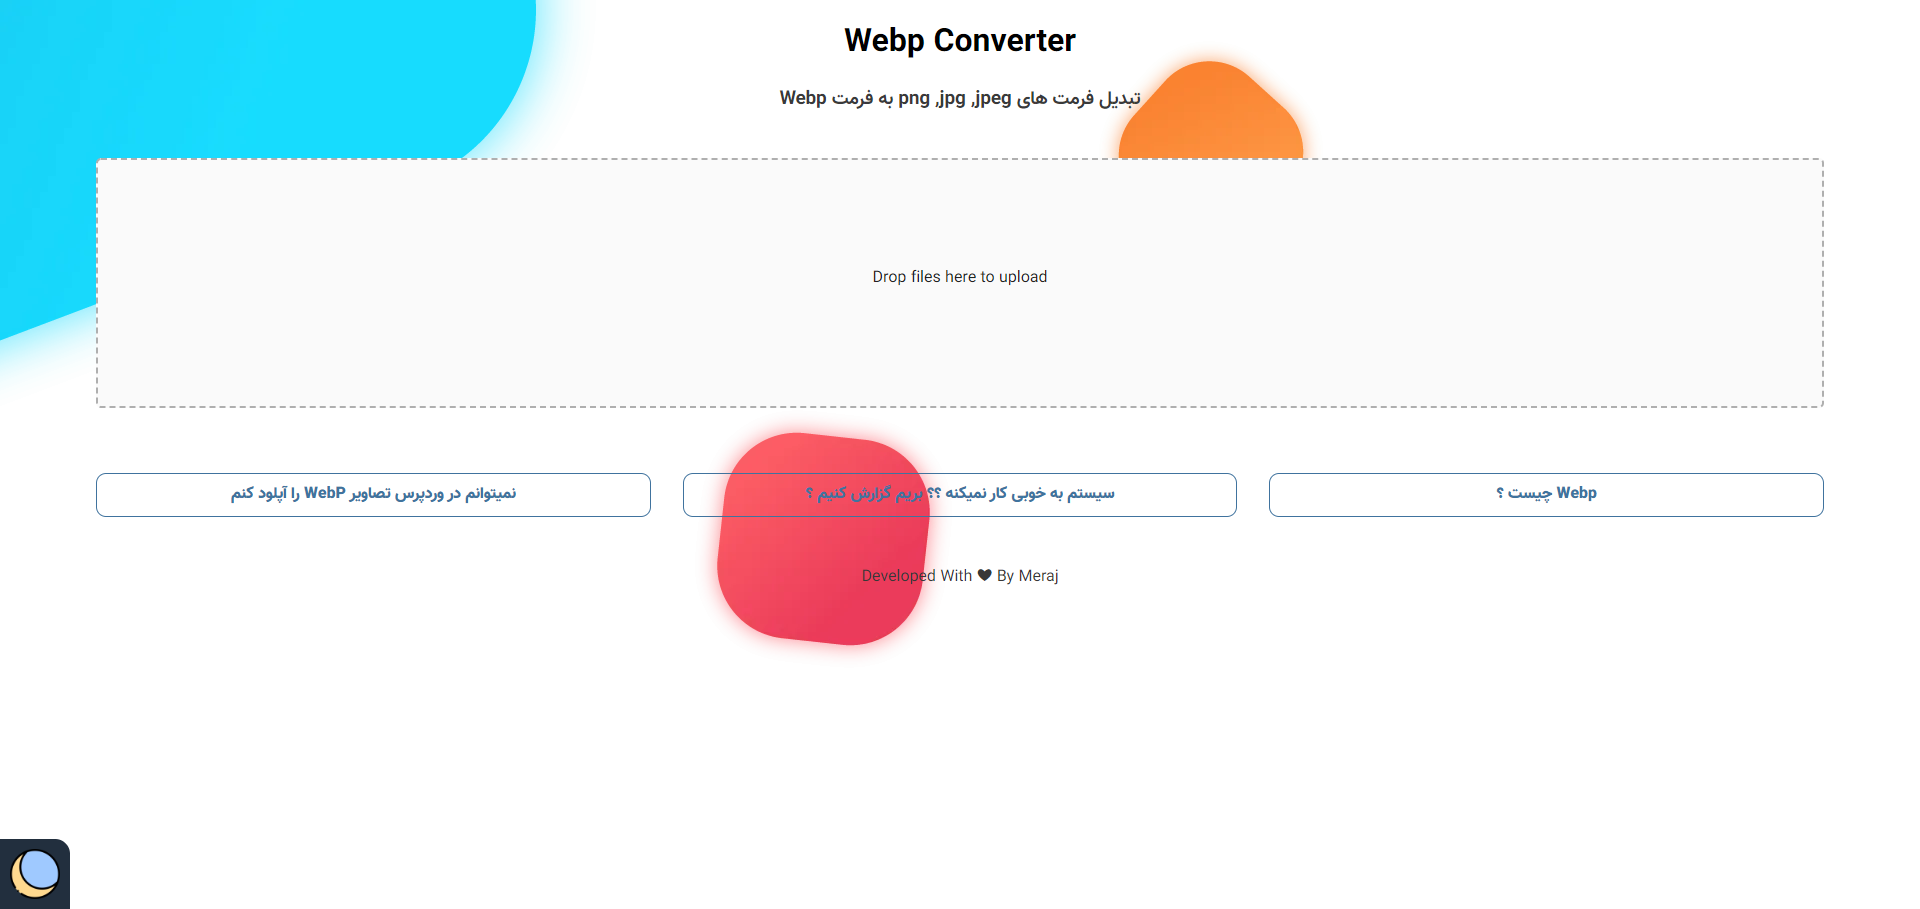 Webp Converter
تبدیل فرمت های png ,jpg ,jpeg به فرمت Webp
Drop files here to upload
Webp چیست ؟
سیستم به خوبی کار نمیکنه ؟؟ بریم گزارش کنیم ؟
نمیتوانم در وردپرس تصاویر WebP را آپلود کنم
Developed With ♥ By Meraj